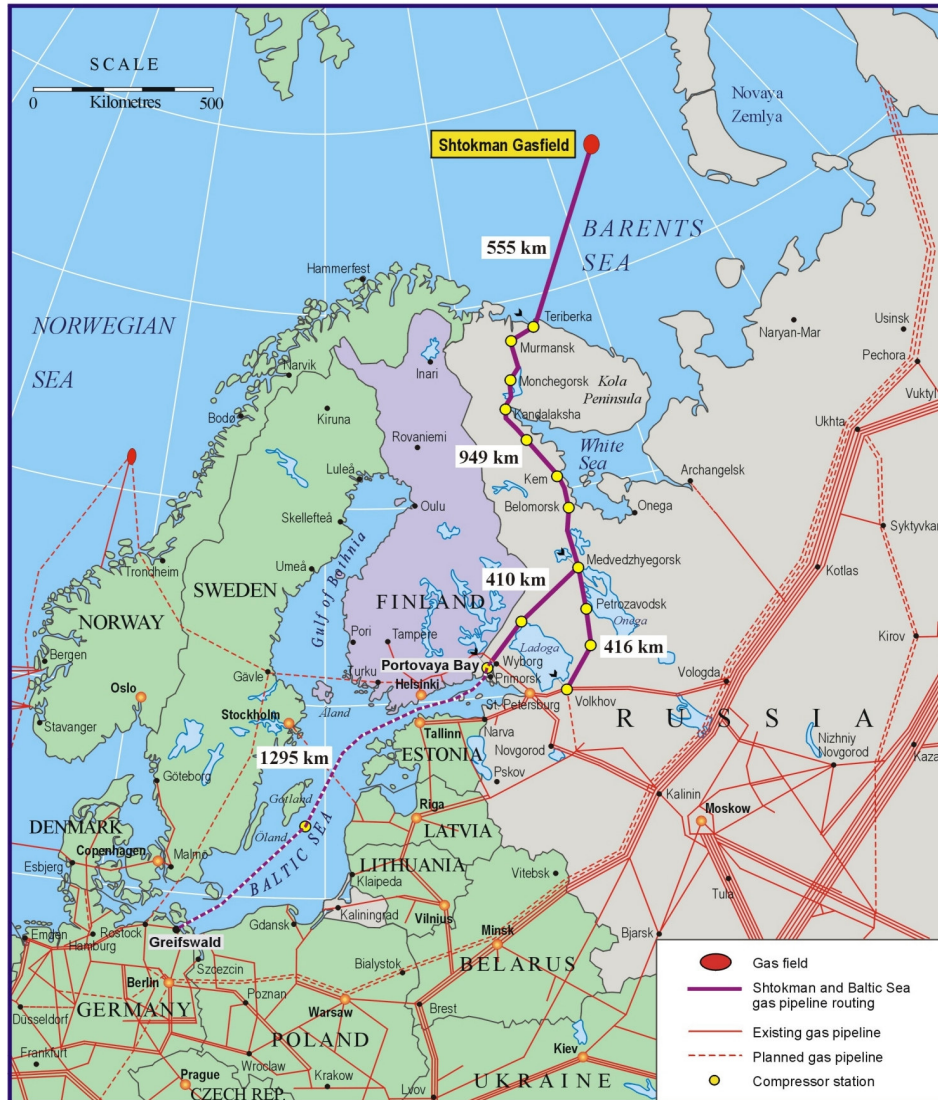 SCALE
0 500
Kilometres
Novaya
Zemlya
Shtokman Gasfield
BARENTS
SEA
555 km
Hammerfest
NORWEGIAN
SEA
Teriberka
Murmansk
Naryan-Mar
Usinsk
Pechora
Vuktyl
Narvik
Inari
Monchegorsk
Kola
Peninsula
Kiruna
Kandalaksha
Bodø
Ukhta
Rovaniemi
White
Sea
949 km
Luleå
Kem
Archangelsk
Oulu
Belomorsk
Onega
Skellefteå
Syktyvkar
Gulf of Bothnia
Trondheim
Umeå
Medvedzhyegorsk
Kotlas
SWEDEN
410 km
FINLAND
NORWAY
Petrozavodsk
Onega
Pori
Tampere
Kirov
Bergen
Ladoga
416 km
Portovaya Bay
Wyborg
Primorsk
Gävle
Turku
Helsinki
Vologda
Oslo
Åland
Volkhov
St-Petersburg
RUSSIA
Stavanger
Stockholm
Tallinn
Narva
Novgorod
Nizhniy
Novgorod
Kaza
1295 km
ESTONIA
Pskov
Göteborg
Gotland
Kalinin
Riga
Moskow
Öland
LATVIA
DENMARK
BALTIC SEA
Copenhagen
Malmö
Esbjerg
LITHUANIA
Vitebsk
Klaipeda
Tula
Kaliningrad
Vilnius
Emden
Rostock
Gdansk
Minsk
Bjarsk
Hamburg
Greifswald
Szczecin
Bialystok
BELARUS
Berlin
Poznan
GERMANY
Warsaw
Brest
Düsseldorf
POLAND
Frankfurt
Wroclaw
Kiev
Prague
Krakow
Lvov
UKRAINE
CZECH REP.
Gas field
Shtokman and Baltic Sea
gas pipeline routing
Existing gas pipeline
Planned gas pipeline
Compressor station